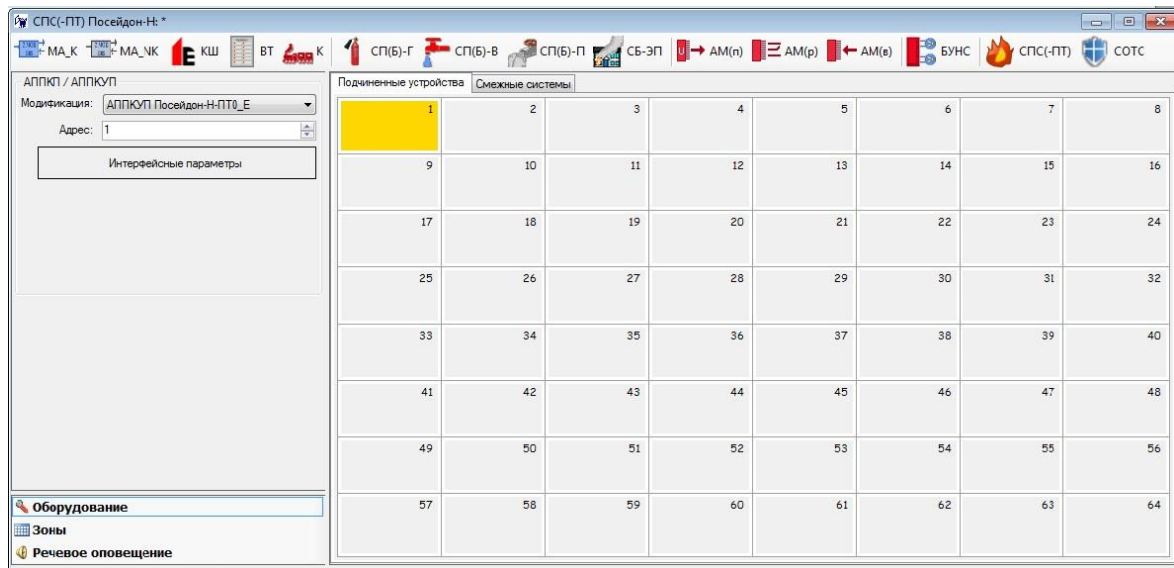 СПС(-ПТ) Посейдон-Н: *
МА_К МА_ЧК КШ ВТ К СП(Б)-Г СП(Б)-В СП(Б)-П СБ-ЭП АМ(п) АМ(р) АМ(в) БУНС СПС(-ПТ) СОТС
АППКП / АППКУП
Модификация: АППКУП Посейдон-Н-ПТ0_Е
Адрес: 1
Интерфейсные параметры
Подчиненные устройства Смежные системы
1 2 3 4 5 6 7 8
9 10 11 12 13 14 15 16
17 18 19 20 21 22 23 24
25 26 27 28 29 30 31 32
33 34 35 36 37 38 39 40
41 42 43 44 45 46 47 48
49 50 51 52 53 54 55 56
57 58 59 60 61 62 63 64
Оборудование
Зоны
Речевое оповещение